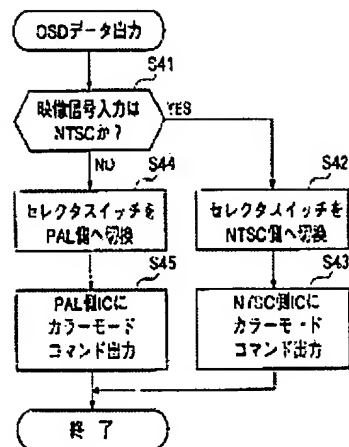 OSDデータ出力
S41
映像信号入力は
NTSCか?
YES
NO
S44
セレクタスイッチを
PAL側へ切換
S42
セレクタスイッチを
NTSC側へ切換
S45
PAL側ICに
カラーモード
コマンド出力
S43
NTSC側ICに
カラーモード
コマンド出力
終了